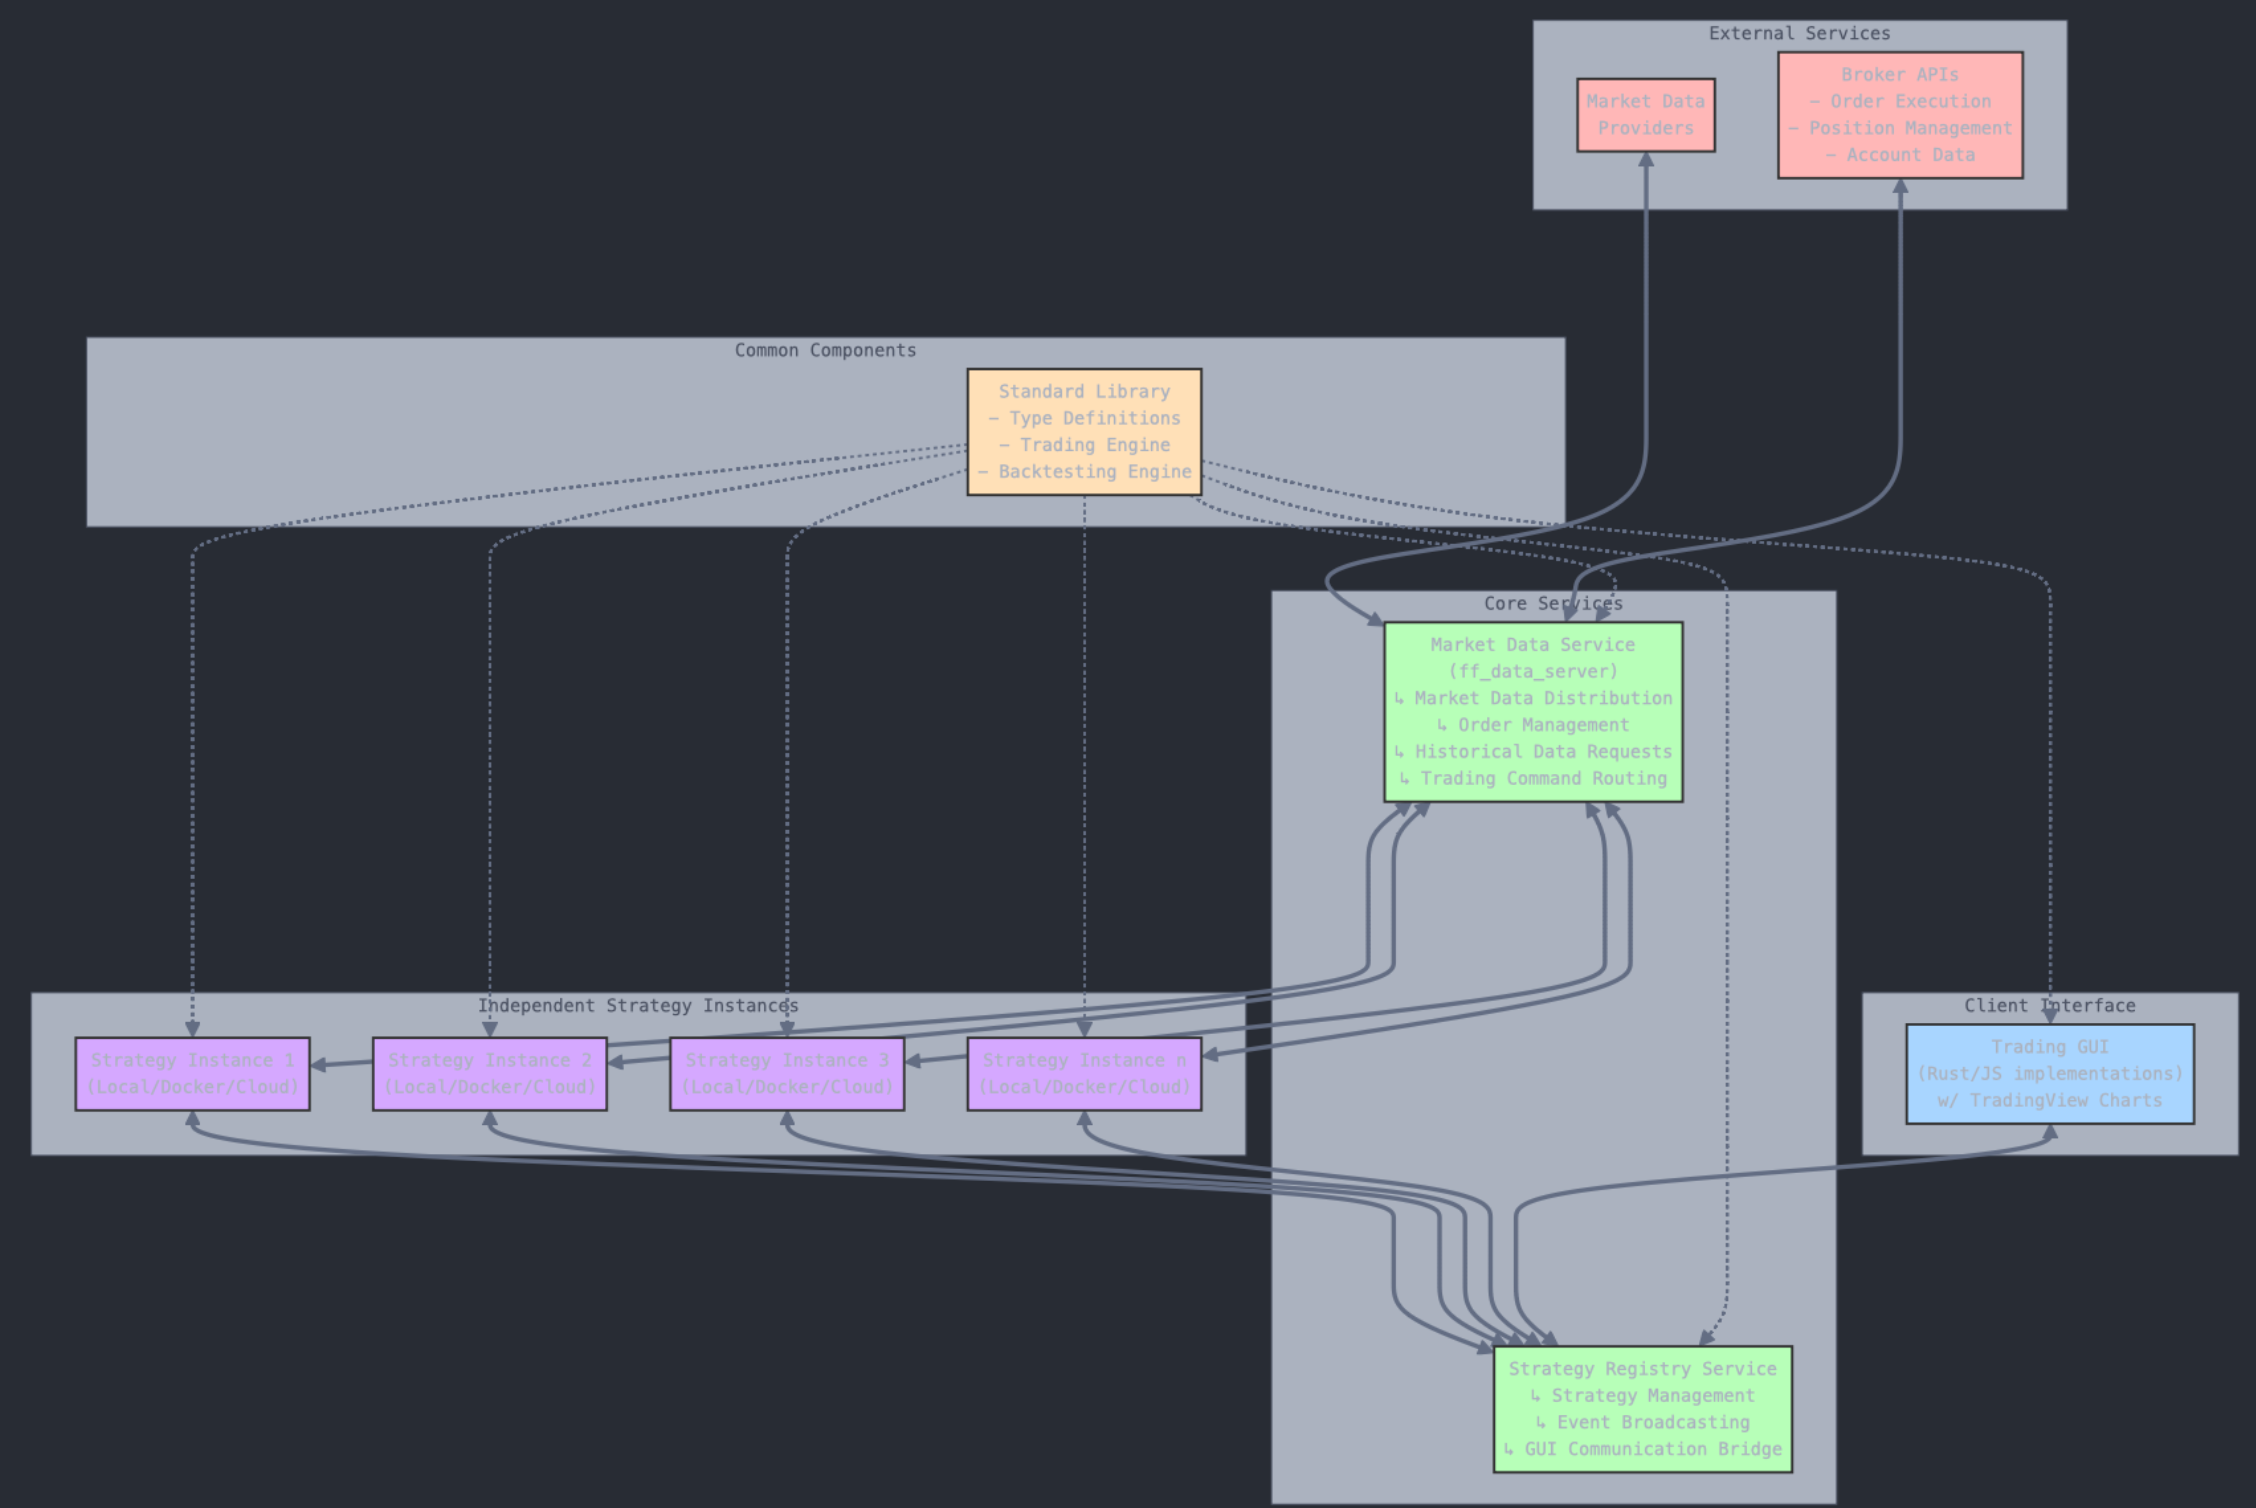 External Services
Market Data
Providers
Broker APIs
– Order Execution
– Position Management
– Account Data
Common Components
Standard Library
– Type Definitions
– Trading Engine
– Backtesting Engine
Core Services
Market Data Service
(ff_data_server)
↳ Market Data Distribution
↳ Order Management
↳ Historical Data Requests
↳ Trading Command Routing
Independent Strategy Instances
Strategy Instance 1
(Local/Docker/Cloud)
Strategy Instance 2
(Local/Docker/Cloud)
Strategy Instance 3
(Local/Docker/Cloud)
Strategy Instance n
(Local/Docker/Cloud)
Client Interface
Trading GUI
(Rust/JS implementations)
w/ TradingView Charts
Strategy Registry Service
↳ Strategy Management
↳ Event Broadcasting
↳ GUI Communication Bridge